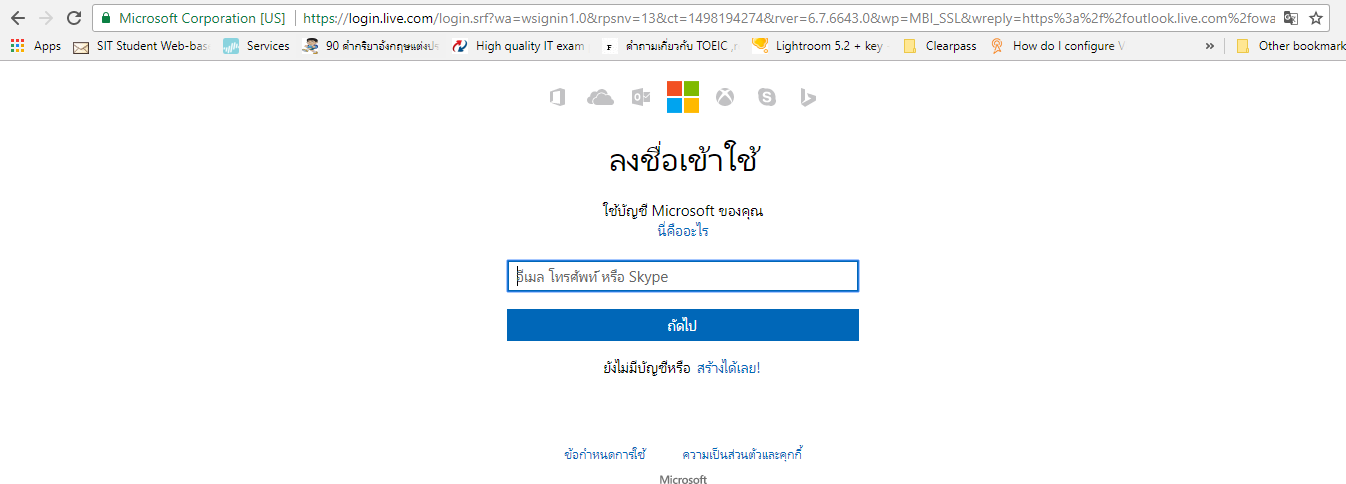 Microsoft Corporation [US] https://login.live.com/login.srf?wa=wsignin1.0&rpsnv=13&ct=1498194274&rver=6.7.6643.0&wp=MBI_SSL&wreply=https%3a%2f%2foutlook.live.com%2fowa
Apps SIT Student Web-base Services 90 คำกริยาอังกฤษแต่งประ High quality IT exam F คำถามเกี่ยวกับ TOEIC ,r Lightroom 5.2 + key Clearpass How do I configure V » Other bookmark
ลงชื่อเข้าใช้
ใช้บัญชี Microsoft ของคุณ
นี่คืออะไร
อีเมล โทรศัพท์ หรือ Skype
ถัดไป
ยังไม่มีบัญชีหรือ สร้างได้เลย!
ข้อกำหนดการใช้ ความเป็นส่วนตัวและคุกกี้
Microsoft